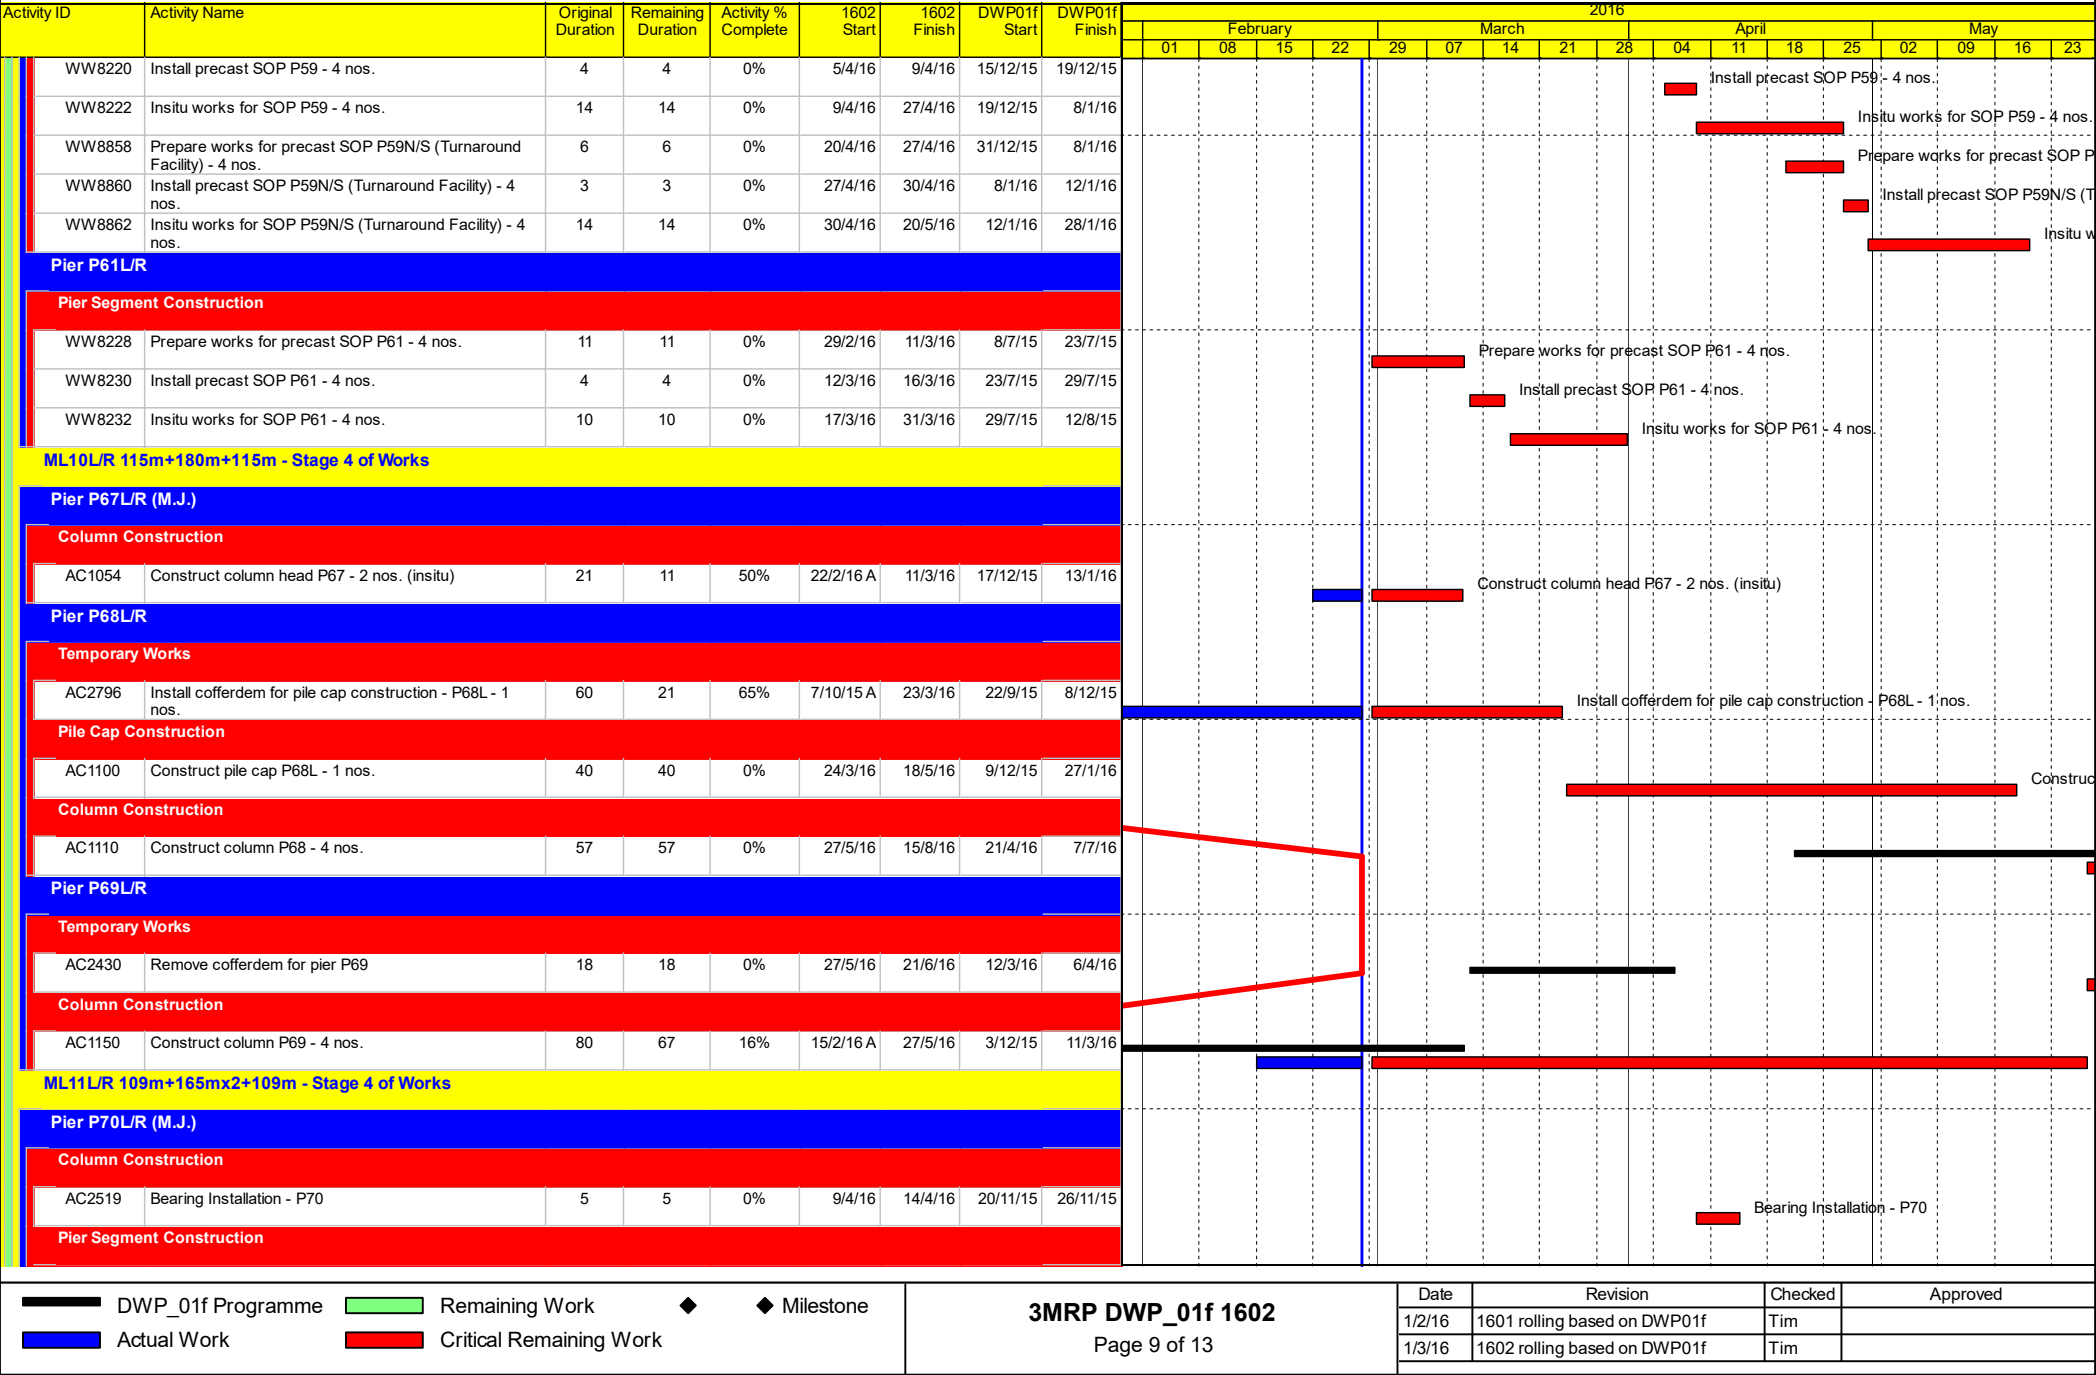 Activity ID Activity Name Original Duration Remaining Duration Activity % Complete 1602 Start 1602 Finish DWP01f Start DWP01f Finish
2016
February March April May
01 08 15 22 29 07 14 21 28 04 11 18 25 02 09 16 23
WW8220 Install precast SOP P59 - 4 nos. 4 4 0% 5/4/16 9/4/16 15/12/15 19/12/15
Install precast SOP P59 - 4 nos.
WW8222 Insitu works for SOP P59 - 4 nos. 14 14 0% 9/4/16 27/4/16 19/12/15 8/1/16
Insitu works for SOP P59 - 4 nos.
WW8858 Prepare works for precast SOP P59N/S (Turnaround Facility) - 4 nos. 6 6 0% 20/4/16 27/4/16 31/12/15 8/1/16
Prepare works for precast SOP P
WW8860 Install precast SOP P59N/S (Turnaround Facility) - 4 nos. 3 3 0% 27/4/16 30/4/16 8/1/16 12/1/16
Install precast SOP P59N/S (T
WW8862 Insitu works for SOP P59N/S (Turnaround Facility) - 4 nos. 14 14 0% 30/4/16 20/5/16 12/1/16 28/1/16
Insitu w
Pier P61L/R
Pier Segment Construction
WW8228 Prepare works for precast SOP P61 - 4 nos. 11 11 0% 29/2/16 11/3/16 8/7/15 23/7/15
Prepare works for precast SOP P61 - 4 nos.
WW8230 Install precast SOP P61 - 4 nos. 4 4 0% 12/3/16 16/3/16 23/7/15 29/7/15
Install precast SOP P61 - 4 nos.
WW8232 Insitu works for SOP P61 - 4 nos. 10 10 0% 17/3/16 31/3/16 29/7/15 12/8/15
Insitu works for SOP P61 - 4 nos.
ML10L/R 115m+180m+115m - Stage 4 of Works
Pier P67L/R (M.J.)
Column Construction
AC1054 Construct column head P67 - 2 nos. (insitu) 21 11 50% 22/2/16 A 11/3/16 17/12/15 13/1/16
Construct column head P67 - 2 nos. (insitu)
Pier P68L/R
Temporary Works
AC2796 Install cofferdem for pile cap construction - P68L - 1 nos. 60 21 65% 7/10/15 A 23/3/16 22/9/15 8/12/15
Install cofferdem for pile cap construction - P68L - 1 nos.
Pile Cap Construction
AC1100 Construct pile cap P68L - 1 nos. 40 40 0% 24/3/16 18/5/16 9/12/15 27/1/16
Construc
Column Construction
AC1110 Construct column P68 - 4 nos. 57 57 0% 27/5/16 15/8/16 21/4/16 7/7/16
Pier P69L/R
Temporary Works
AC2430 Remove cofferdem for pier P69 18 18 0% 27/5/16 21/6/16 12/3/16 6/4/16
Column Construction
AC1150 Construct column P69 - 4 nos. 80 67 16% 15/2/16 A 27/5/16 3/12/15 11/3/16
ML11L/R 109m+165mx2+109m - Stage 4 of Works
Pier P70L/R (M.J.)
Column Construction
AC2519 Bearing Installation - P70 5 5 0% 9/4/16 14/4/16 20/11/15 26/11/15
Bearing Installation - P70
Pier Segment Construction
DWP_01f Programme Remaining Work Milestone
Actual Work Critical Remaining Work
3MRP DWP_01f 1602
Page 9 of 13
Date Revision Checked Approved
1/2/16 1601 rolling based on DWP01f Tim
1/3/16 1602 rolling based on DWP01f Tim